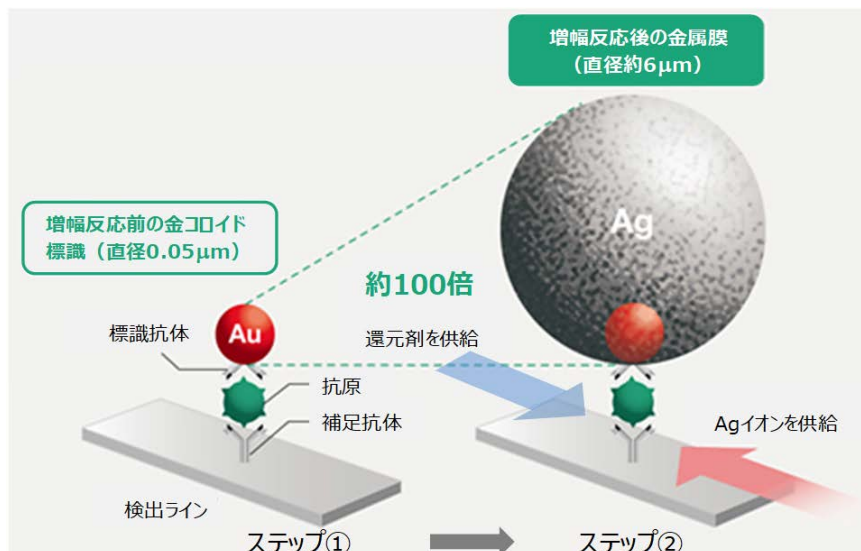 増幅反応後の金属膜
（直径約6μm）
増幅反応前の金コロイド
標識（直径0.05μm）
Ag
約100倍
Au
標識抗体
還元剤を供給
抗原
補足抗体
Agイオンを供給
検出ライン
ステップ①
ステップ②